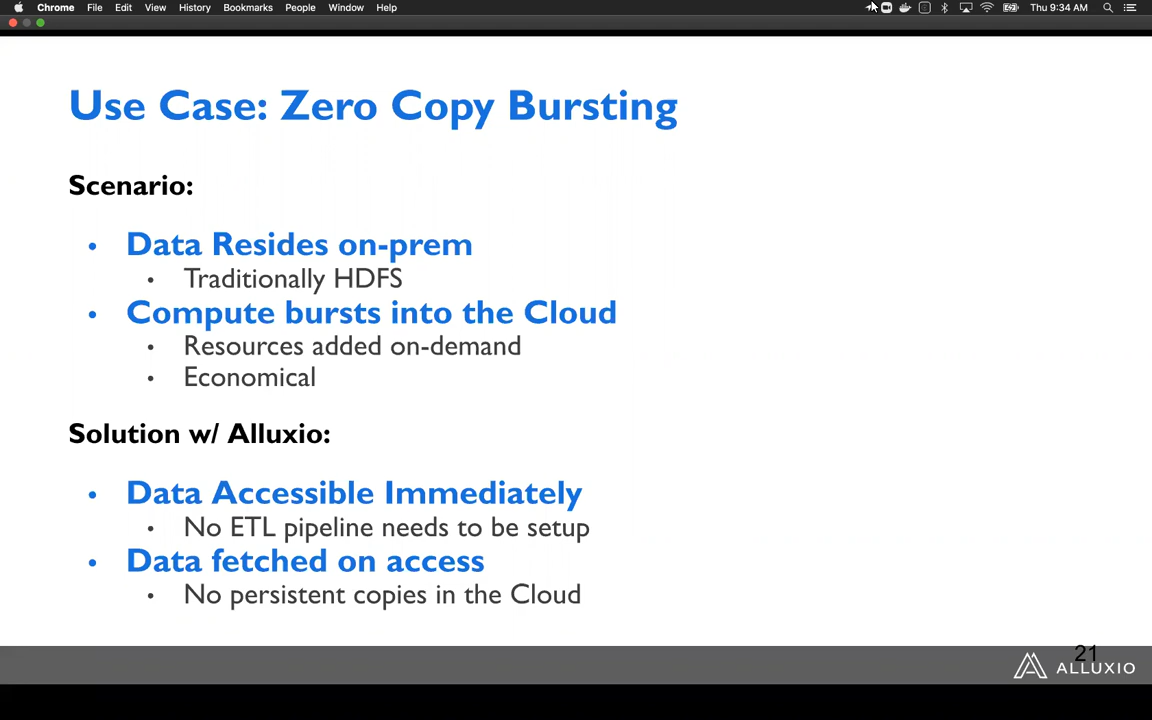 Chrome File Edit View History Bookmarks People Window Help Thu 9:34 AM
Use Case: Zero Copy Bursting
Scenario:
• Data Resides on-prem
• Traditionally HDFS
• Compute bursts into the Cloud
• Resources added on-demand
• Economical
Solution w/ Alluxio:
• Data Accessible Immediately
• No ETL pipeline needs to be setup
• Data fetched on access
• No persistent copies in the Cloud
21
ALLUXIO